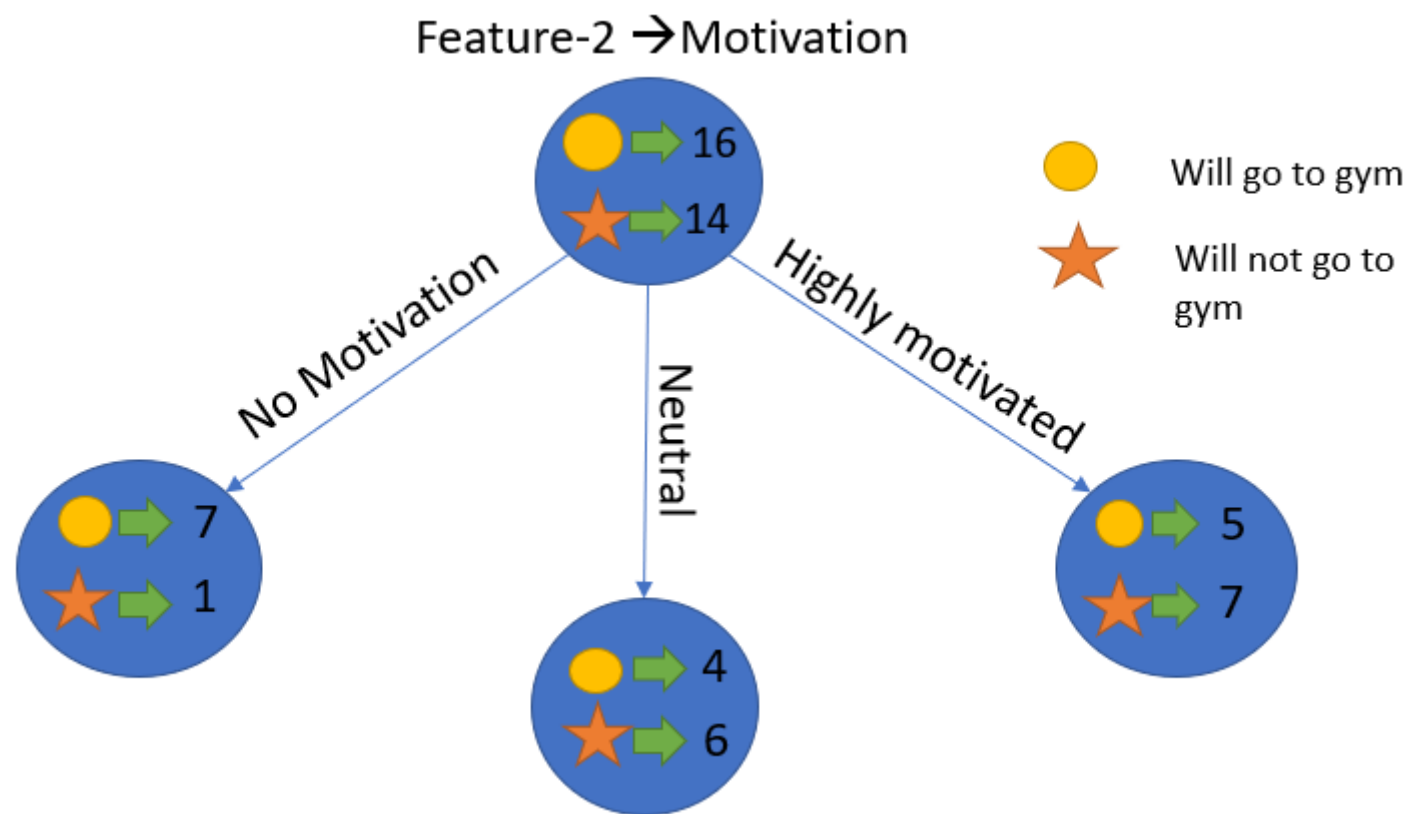 Feature-2 →Motivation
16
14
Will go to gym
Will not go to
gym
No Motivation
Neutral
Highly motivated
7
1
4
6
5
7